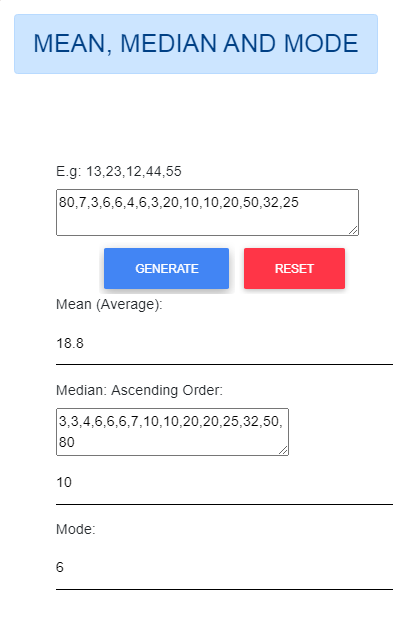 MEAN, MEDIAN AND MODE
E.g: 13,23,12,44,55
80,7,3,6,6,4,6,3,20,10,10,20,50,32,25
GENERATE RESET
Mean (Average):
18.8
Median: Ascending Order:
3,3,4,6,6,6,7,10,10,20,20,25,32,50,
80
10
Mode:
6